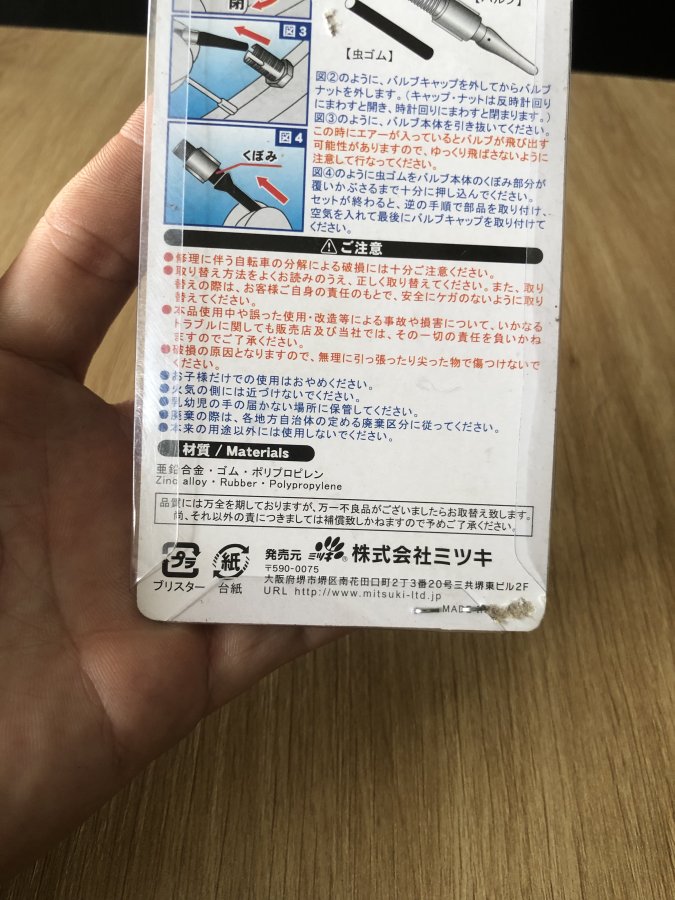 閉
【バルブ】
図3
【虫ゴム】
図②のように、バルブキャップを外してからバルブ
ナットを外します。(キャップ・ナットは反時計回り
にまわすと開き、時計回りにまわすと閉まります。)
図③のように、バルブ本体を引き抜いてください。
この時にエアーが入っているとバルブが飛び出す
可能性がありますので、ゆっくり飛ばさないように
注意して行なってください。
図4
くぼみ
図④のように虫ゴムをバルブ本体のくぼみ部分が
覆いかぶさるまで十分に押し込んでください。
セットが終わると、逆の手順で部品を取り付け、
空気を入れて最後にバルブキャップを取り付けて
ください。
ご注意
●修理に伴う自転車の分解による破損には十分ご注意ください。
●取り替え方法をよくお読みのうえ、正しく取り替えてください。また、取り
替えの際は、お客様ご自身の責任のもとで、安全にケガのないように取り
替えてください。
●本品使用中や誤った使用・改造等による事故や損害について、いかなる
トラブルに関しても販売店及び当社では、その一切の責任を負いかね
ますのでご了承ください。
●破損の原因となりますので、無理に引っ張ったり尖った物で傷つけないで
ください。
●お子様だけでの使用はおやめください。
●火気の側には近づけないでください。
●乳幼児の手の届かない場所に保管してください。
●廃棄の際は、各地方自治体の定める廃棄区分に従ってください。
●本来の用途以外には使用しないでください。
材質 / Materials
亜鉛合金・ゴム・ポリプロピレン
Zinc alloy・Rubber・Polypropylene
品質には万全を期しておりますが、万一不良品がございましたらお取替え致します。
尚、それ以外の責につきましては補償致しかねますので予めご了承ください。
プラ
ブリスター
紙
台紙
発売元 ミツキ 株式会社ミツキ
〒590-0075
大阪府堺市堺区南花田口町2丁3番20号三共堺東ビル2F
URL http://www.mitsuki-ltd.jp
MADE IN